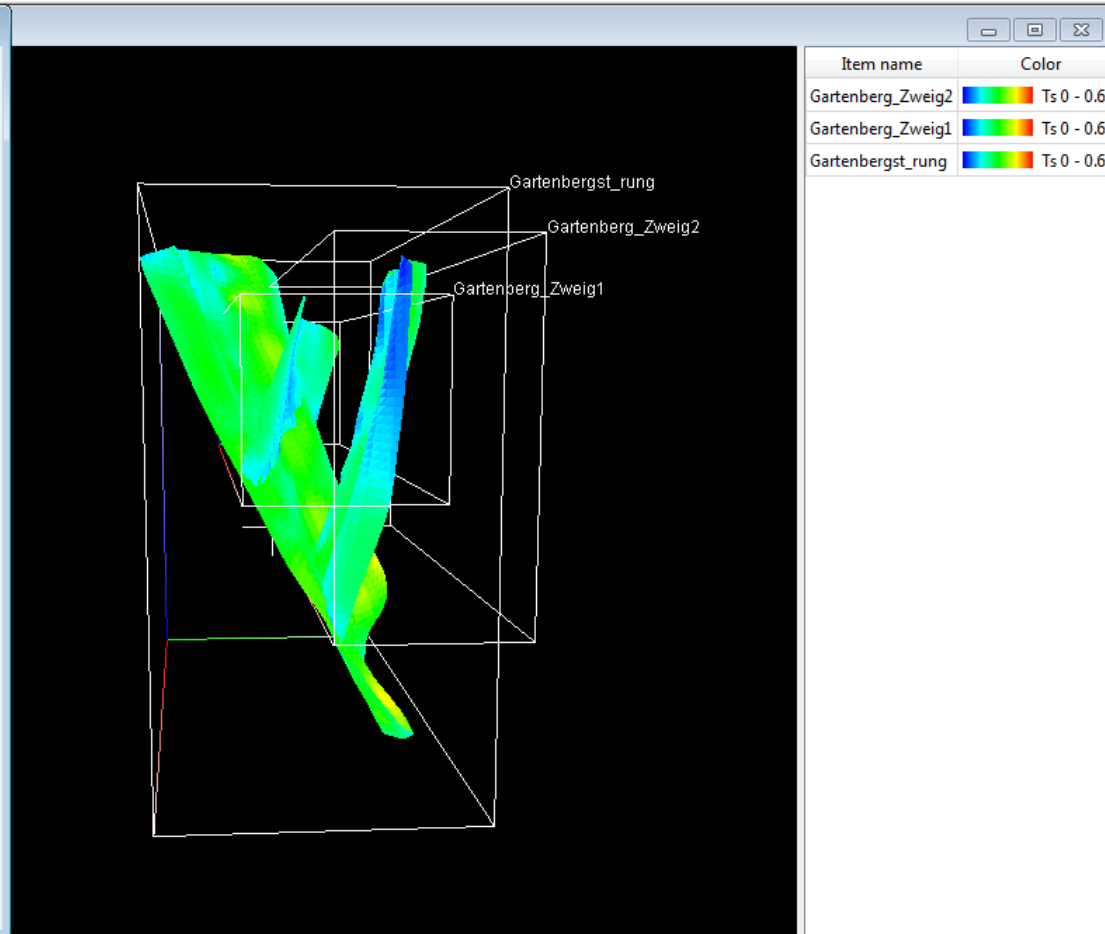 Item name Color
Gartenberg_Zweig2 Ts 0 - 0.6
Gartenberg_Zweig1 Ts 0 - 0.6
Gartenbergst_rung Ts 0 - 0.6
Gartenbergst_rung
Gartenberg_Zweig2
Gartenberg_Zweig1